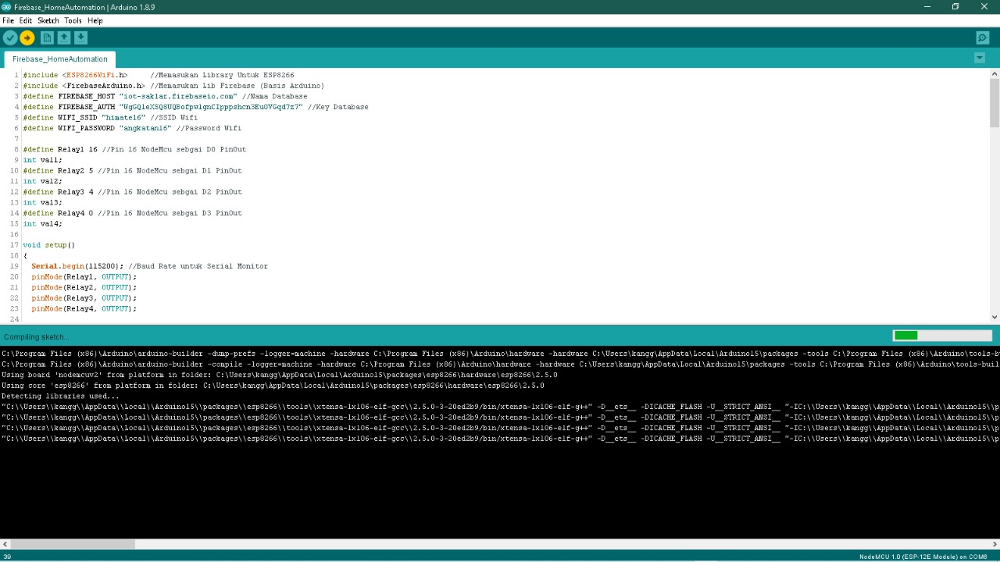 Firebase_HomeAutomation | Arduino 1.8.9
File Edit Sketch Tools Help
Firebase_HomeAutomation
1 #include <ESP8266WiFi.h> //Memasukan Library Untuk ESP8266
2 #include <FirebaseArduino.h> //Memasukan Lib Firebase (Basis Arduino)
3 #define FIREBASE_HOST "iot-saklar.firebaseio.com" //Nama Database
4 #define FIREBASE_AUTH "WgGQleXSQ8UQBofpwlgnCIpppshcn3Eu0VGqd7z7" //Key Database
5 #define WIFI_SSID "himatel6" //SSID Wifi
6 #define WIFI_PASSWORD "angkatan16" //Password Wifi
7
8 #define Relay1 16 //Pin 16 NodeMcu sebgai D0 PinOut
9 int val1;
10 #define Relay2 5 //Pin 16 NodeMcu sebgai D1 PinOut
11 int val2;
12 #define Relay3 4 //Pin 16 NodeMcu sebgai D2 PinOut
13 int val3;
14 #define Relay4 0 //Pin 16 NodeMcu sebgai D3 PinOut
15 int val4;
16
17 void setup()
18 {
19 Serial.begin(115200); //Baud Rate untuk Serial Monitor
20 pinMode(Relay1, OUTPUT);
21 pinMode(Relay2, OUTPUT);
22 pinMode(Relay3, OUTPUT);
23 pinMode(Relay4, OUTPUT);
24
Compiling sketch...
C:\Program Files (x86)\Arduino\arduino-builder -dump-prefs -logger=machine -hardware C:\Program Files (x86)\Arduino\hardware -hardware C:\Users\kangg\AppData\Local\Arduino15\packages -tools C:\Program Files (x86)\Arduino\tools-b
C:\Program Files (x86)\Arduino\arduino-builder -compile -logger=machine -hardware C:\Program Files (x86)\Arduino\hardware -hardware C:\Users\kangg\AppData\Local\Arduino15\packages -tools C:\Program Files (x86)\Arduino\tools-buil
Using board 'nodemcuv2' from platform in folder: C:\Users\kangg\AppData\Local\Arduino15\packages\esp8266\hardware\esp8266\2.5.0
Using core 'esp8266' from platform in folder: C:\Users\kangg\AppData\Local\Arduino15\packages\esp8266\hardware\esp8266\2.5.0
Detecting libraries used...
"C:\\Users\\kangg\\AppData\\Local\\Arduino15\\packages\\esp8266\\tools\\xtensa-lx106-elf-gcc\\2.5.0-3-20ed2b9/bin/xtensa-lx106-elf-g++" -D__ets__ -DICACHE_FLASH -U__STRICT_ANSI__ "-IC:\\Users\\kangg\\AppData\\Local\\Arduino15\\p
"C:\\Users\\kangg\\AppData\\Local\\Arduino15\\packages\\esp8266\\tools\\xtensa-lx106-elf-gcc\\2.5.0-3-20ed2b9/bin/xtensa-lx106-elf-g++" -D__ets__ -DICACHE_FLASH -U__STRICT_ANSI__ "-IC:\\Users\\kangg\\AppData\\Local\\Arduino15\\p
"C:\\Users\\kangg\\AppData\\Local\\Arduino15\\packages\\esp8266\\tools\\xtensa-lx106-elf-gcc\\2.5.0-3-20ed2b9/bin/xtensa-lx106-elf-g++" -D__ets__ -DICACHE_FLASH -U__STRICT_ANSI__ "-IC:\\Users\\kangg\\AppData\\Local\\Arduino15\\p
"C:\\Users\\kangg\\AppData\\Local\\Arduino15\\packages\\esp8266\\tools\\xtensa-lx106-elf-gcc\\2.5.0-3-20ed2b9/bin/xtensa-lx106-elf-g++" -D__ets__ -DICACHE_FLASH -U__STRICT_ANSI__ "-IC:\\Users\\kangg\\AppData\\Local\\Arduino15\\p
39 NodeMCU 1.0 (ESP-12E Module) on COM6